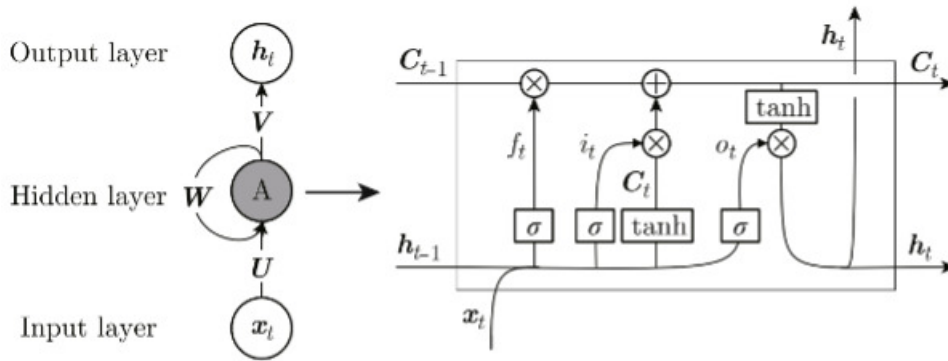 Output layer
h_t
V
Hidden layer
W
A
U
Input layer
x_t
h_t
C_{t-1}
C_t
tanh
f_t
i_t
o_t
C_t
σ
σ
tanh
σ
h_{t-1}
h_t
x_t